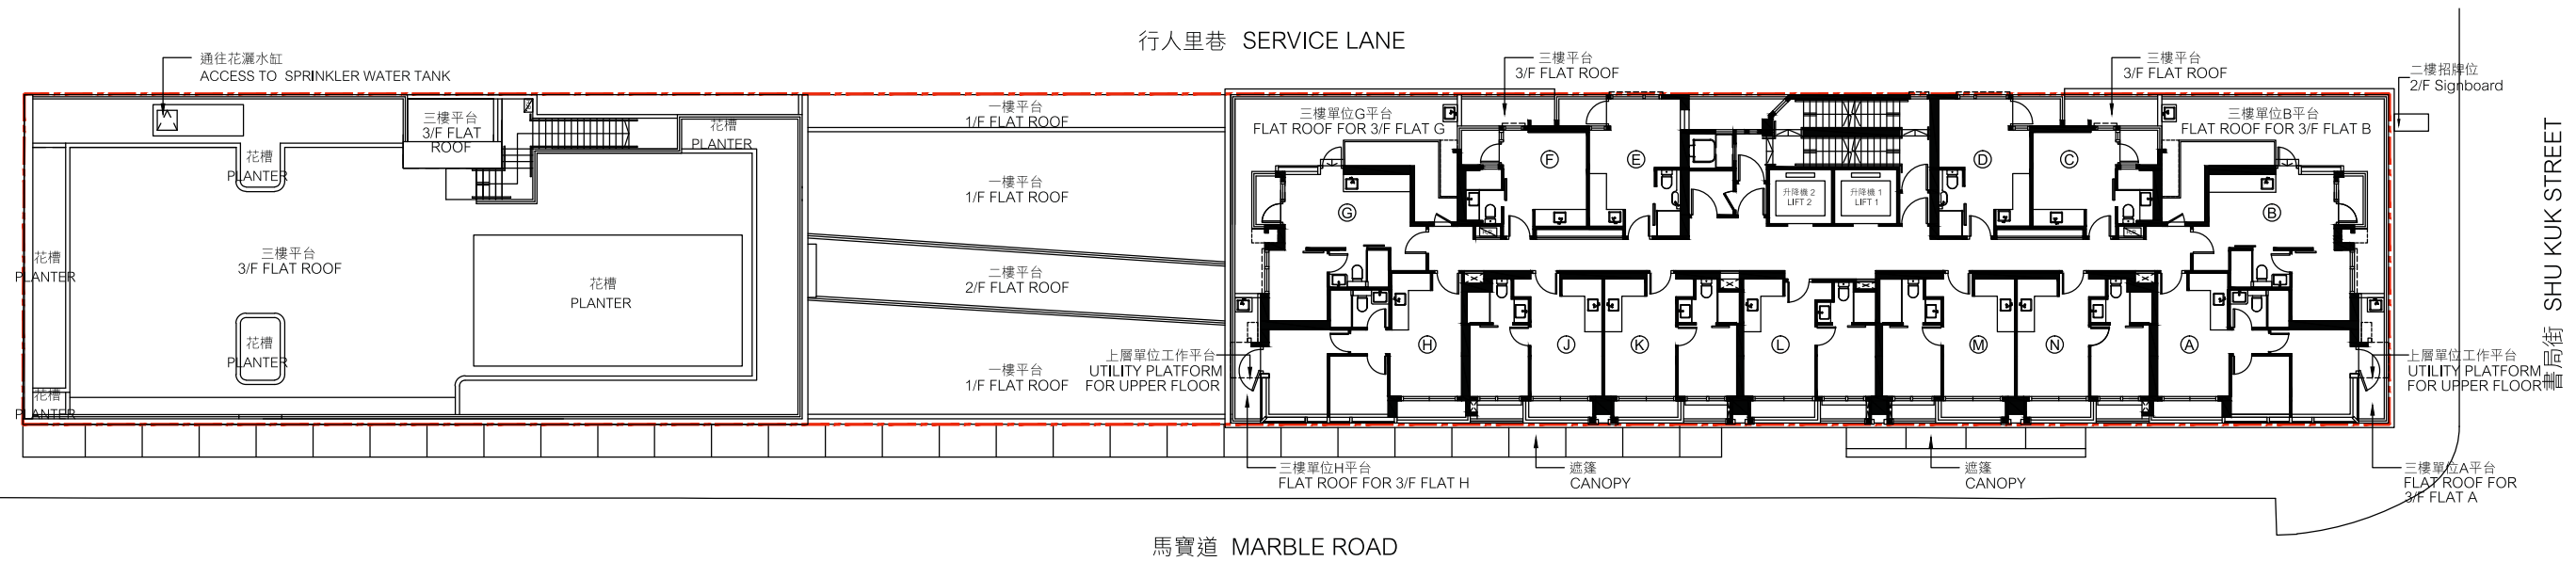 行人里巷 SERVICE LANE
通往花灑水缸
ACCESS TO SPRINKLER WATER TANK
三樓平台
3/F FLAT ROOF
三樓平台
3/F FLAT ROOF
二樓招牌位
2/F Signboard
三樓平台
3/F FLAT
ROOF
花槽
PLANTER
花槽
PLANTER
花槽
PLANTER
三樓平台
3/F FLAT ROOF
花槽
PLANTER
花槽
PLANTER
花槽
PLANTER
一樓平台
1/F FLAT ROOF
一樓平台
1/F FLAT ROOF
二樓平台
2/F FLAT ROOF
一樓平台
1/F FLAT ROOF
三樓單位G平台
FLAT ROOF FOR 3/F FLAT G
三樓單位B平台
FLAT ROOF FOR 3/F FLAT B
F
E
D
C
升降機 2
LIFT 2
升降機 1
LIFT 1
G
B
H
J
K
L
M
N
A
上層單位工作平台
UTILITY PLATFORM
FOR UPPER FLOOR
上層單位工作平台
UTILITY PLATFORM
FOR UPPER FLOOR
三樓單位H平台
FLAT ROOF FOR 3/F FLAT H
遮篷
CANOPY
遮篷
CANOPY
三樓單位A平台
FLAT ROOF FOR
3/F FLAT A
馬寶道 MARBLE ROAD
書局街 SHU KUK STREET